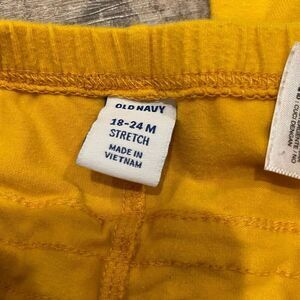 OLD NAVY
18-24 M
STRETCH
MADE IN
VIETNAM